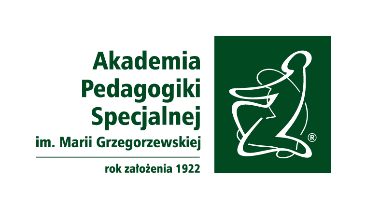 Akademia
Pedagogiki
Specjalnej
im. Marii Grzegorzewskiej
rok założenia 1922
®